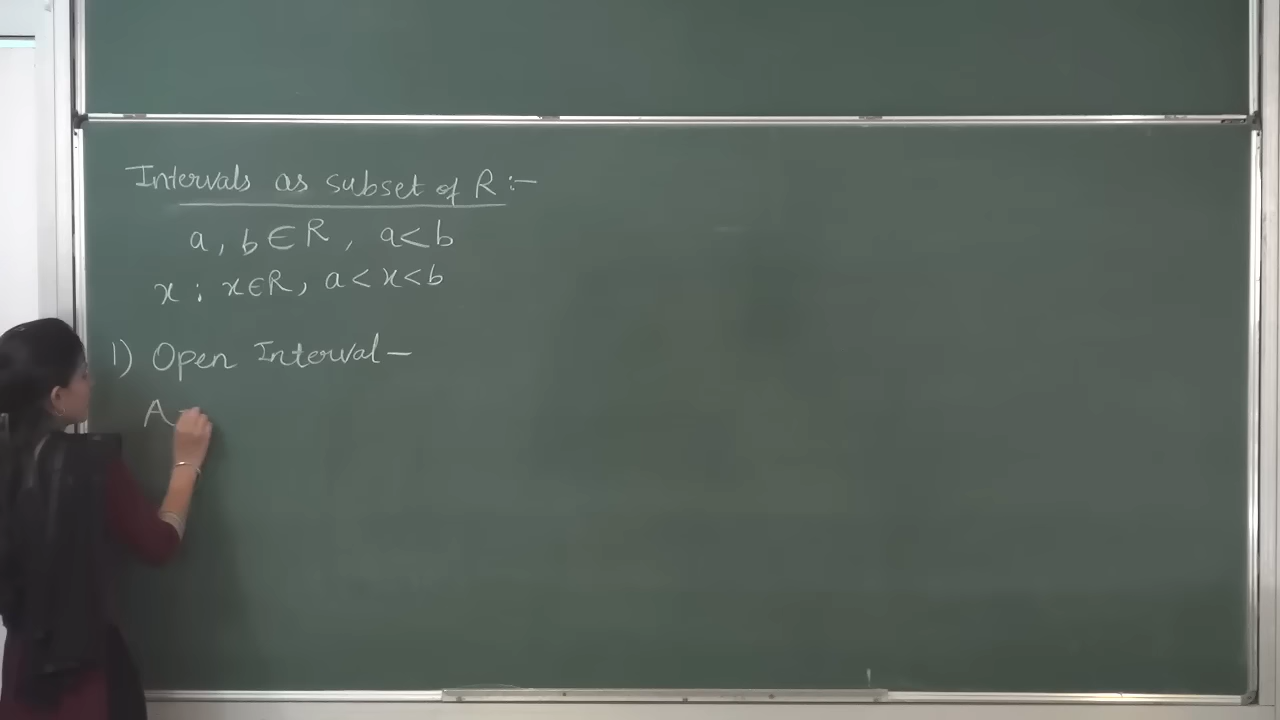 Intervals as subset of R :-
a, b ∈ R, a < b
x : x ∈ R, a < x < b
1) Open Interval -
A